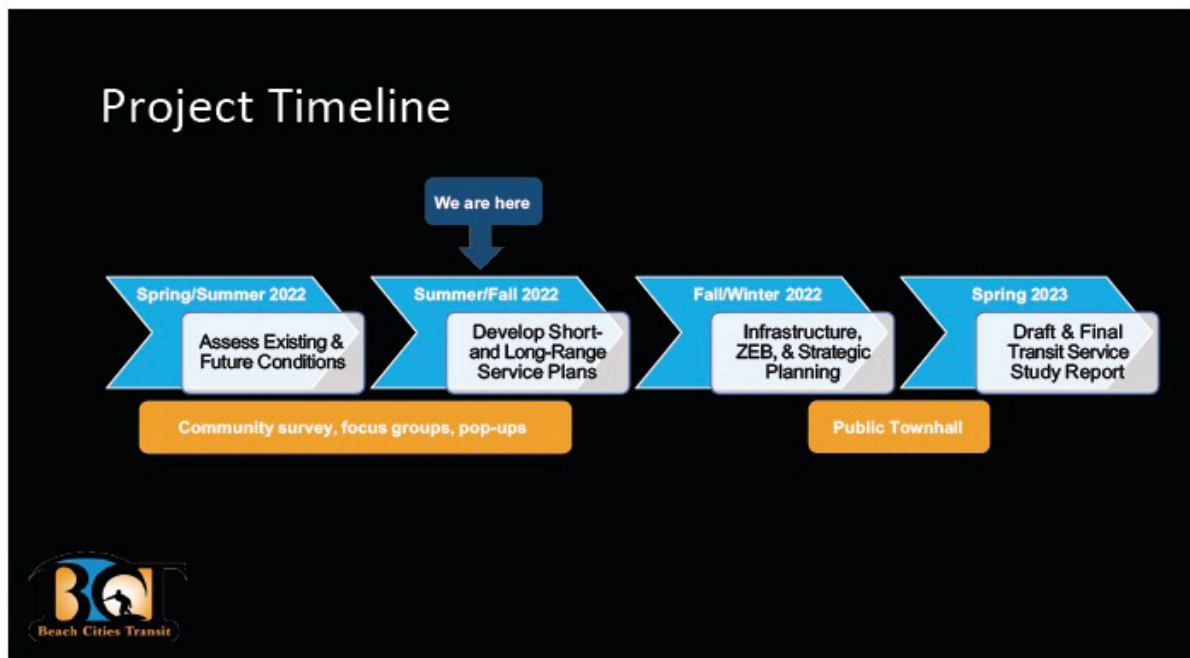 Project Timeline
We are here
Spring/Summer 2022
Assess Existing &
Future Conditions
Summer/Fall 2022
Develop Short-
and Long-Range
Service Plans
Fall/Winter 2022
Infrastructure,
ZEB, & Strategic
Planning
Spring 2023
Draft & Final
Transit Service
Study Report
Community survey, focus groups, pop-ups
Public Townhall
BCT
Beach Cities Transit